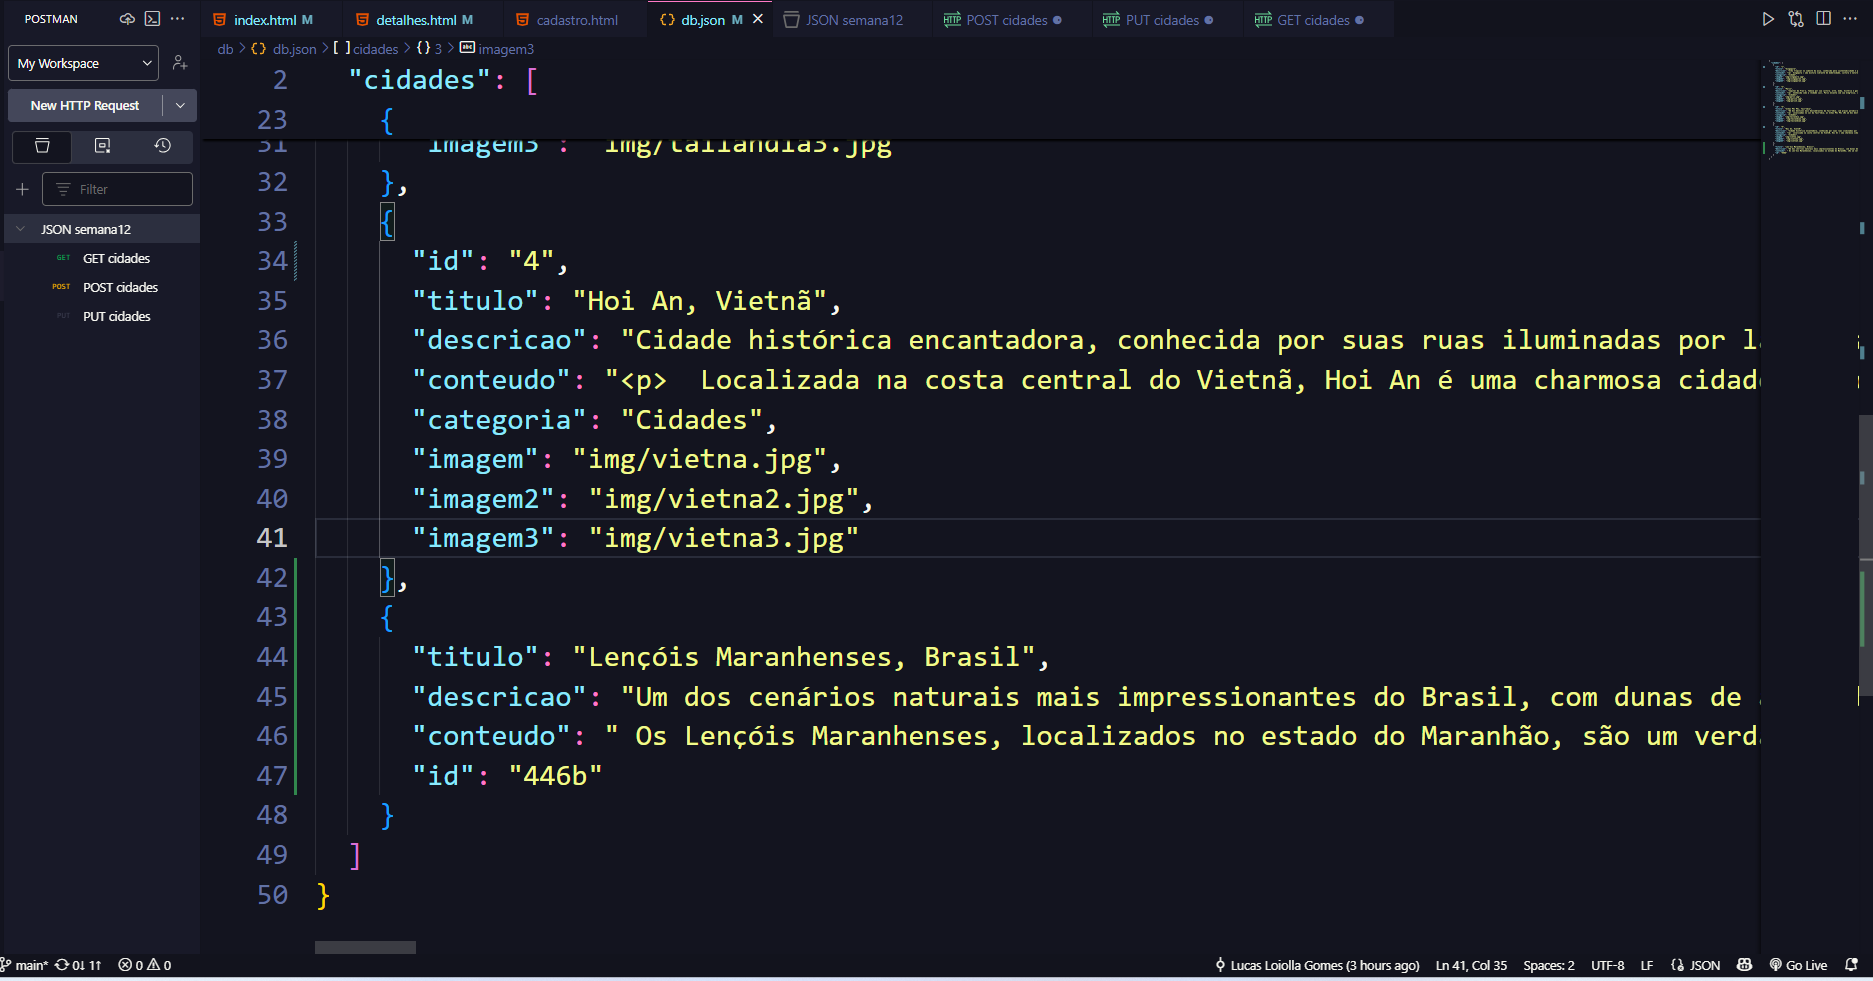 POSTMAN
index.html M
detalhes.html M
cadastro.html
db.json M
JSON semana12
HTTP POST cidades
HTTP PUT cidades
HTTP GET cidades
db > {} db.json > [ ] cidades > {} 3 > abc imagem3
My Workspace
New HTTP Request
Filter
JSON semana12
GET GET cidades
POST POST cidades
PUT PUT cidades
2 "cidades": [
23 {
31 "imagem3": "img/tailandia3.jpg
32 },
33 {
34 "id": "4",
35 "titulo": "Hoi An, Vietnã",
36 "descricao": "Cidade histórica encantadora, conhecida por suas ruas iluminadas por la
37 "conteudo": "<p>  Localizada na costa central do Vietnã, Hoi An é uma charmosa cidad
38 "categoria": "Cidades",
39 "imagem": "img/vietna.jpg",
40 "imagem2": "img/vietna2.jpg",
41 "imagem3": "img/vietna3.jpg"
42 },
43 {
44 "titulo": "Lençóis Maranhenses, Brasil",
45 "descricao": "Um dos cenários naturais mais impressionantes do Brasil, com dunas de
46 "conteudo": " Os Lençóis Maranhenses, localizados no estado do Maranhão, são um verd
47 "id": "446b"
48 }
49 ]
50 }
main* 0↓ 1↑ 0 0 Lucas Loiolla Gomes (3 hours ago) Ln 41, Col 35 Spaces: 2 UTF-8 LF {} JSON Go Live